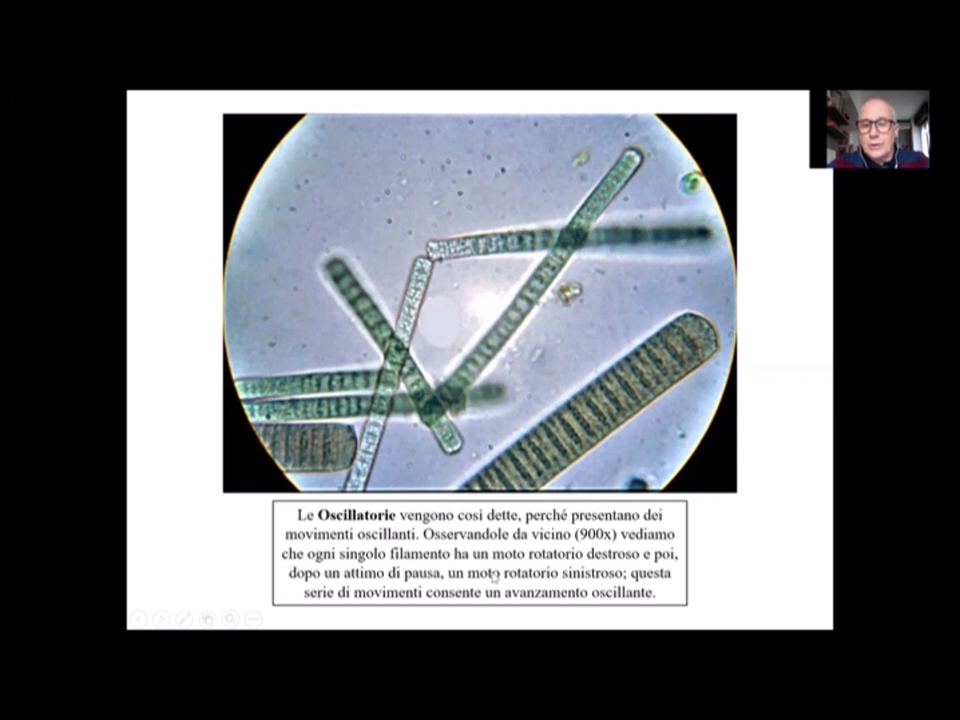 Le Oscillatorie vengono così dette, perché presentano dei
movimenti oscillanti. Osservandole da vicino (900x) vediamo
che ogni singolo filamento ha un moto rotatorio destroso e poi,
dopo un attimo di pausa, un moto rotatorio sinistroso; questa
serie di movimenti consente un avanzamento oscillante.